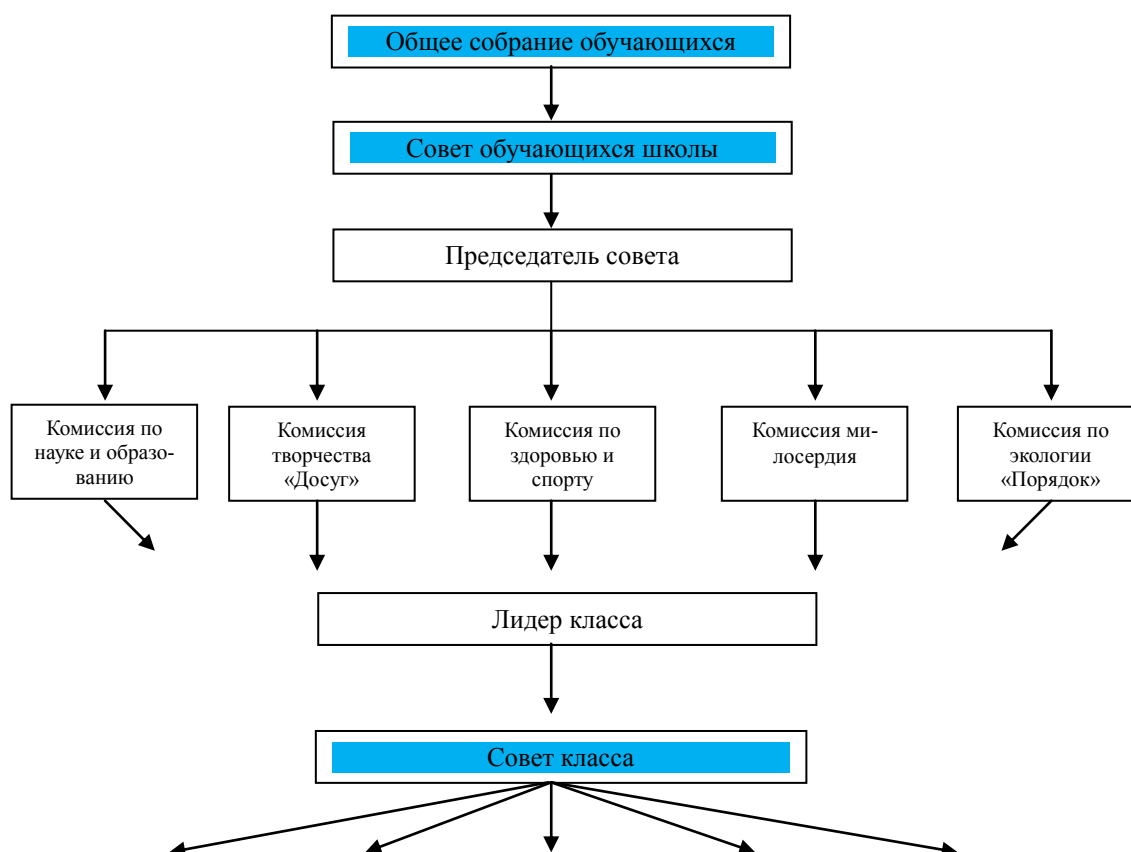 Общее собрание обучающихся
Совет обучающихся школы
Председатель совета
Комиссия по
науке и образо-
ванию
Комиссия
творчества
«Досуг»
Комиссия по
здоровью и
спорту
Комиссия ми-
лосердия
Комиссия по
экологии
«Порядок»
Лидер класса
Совет класса